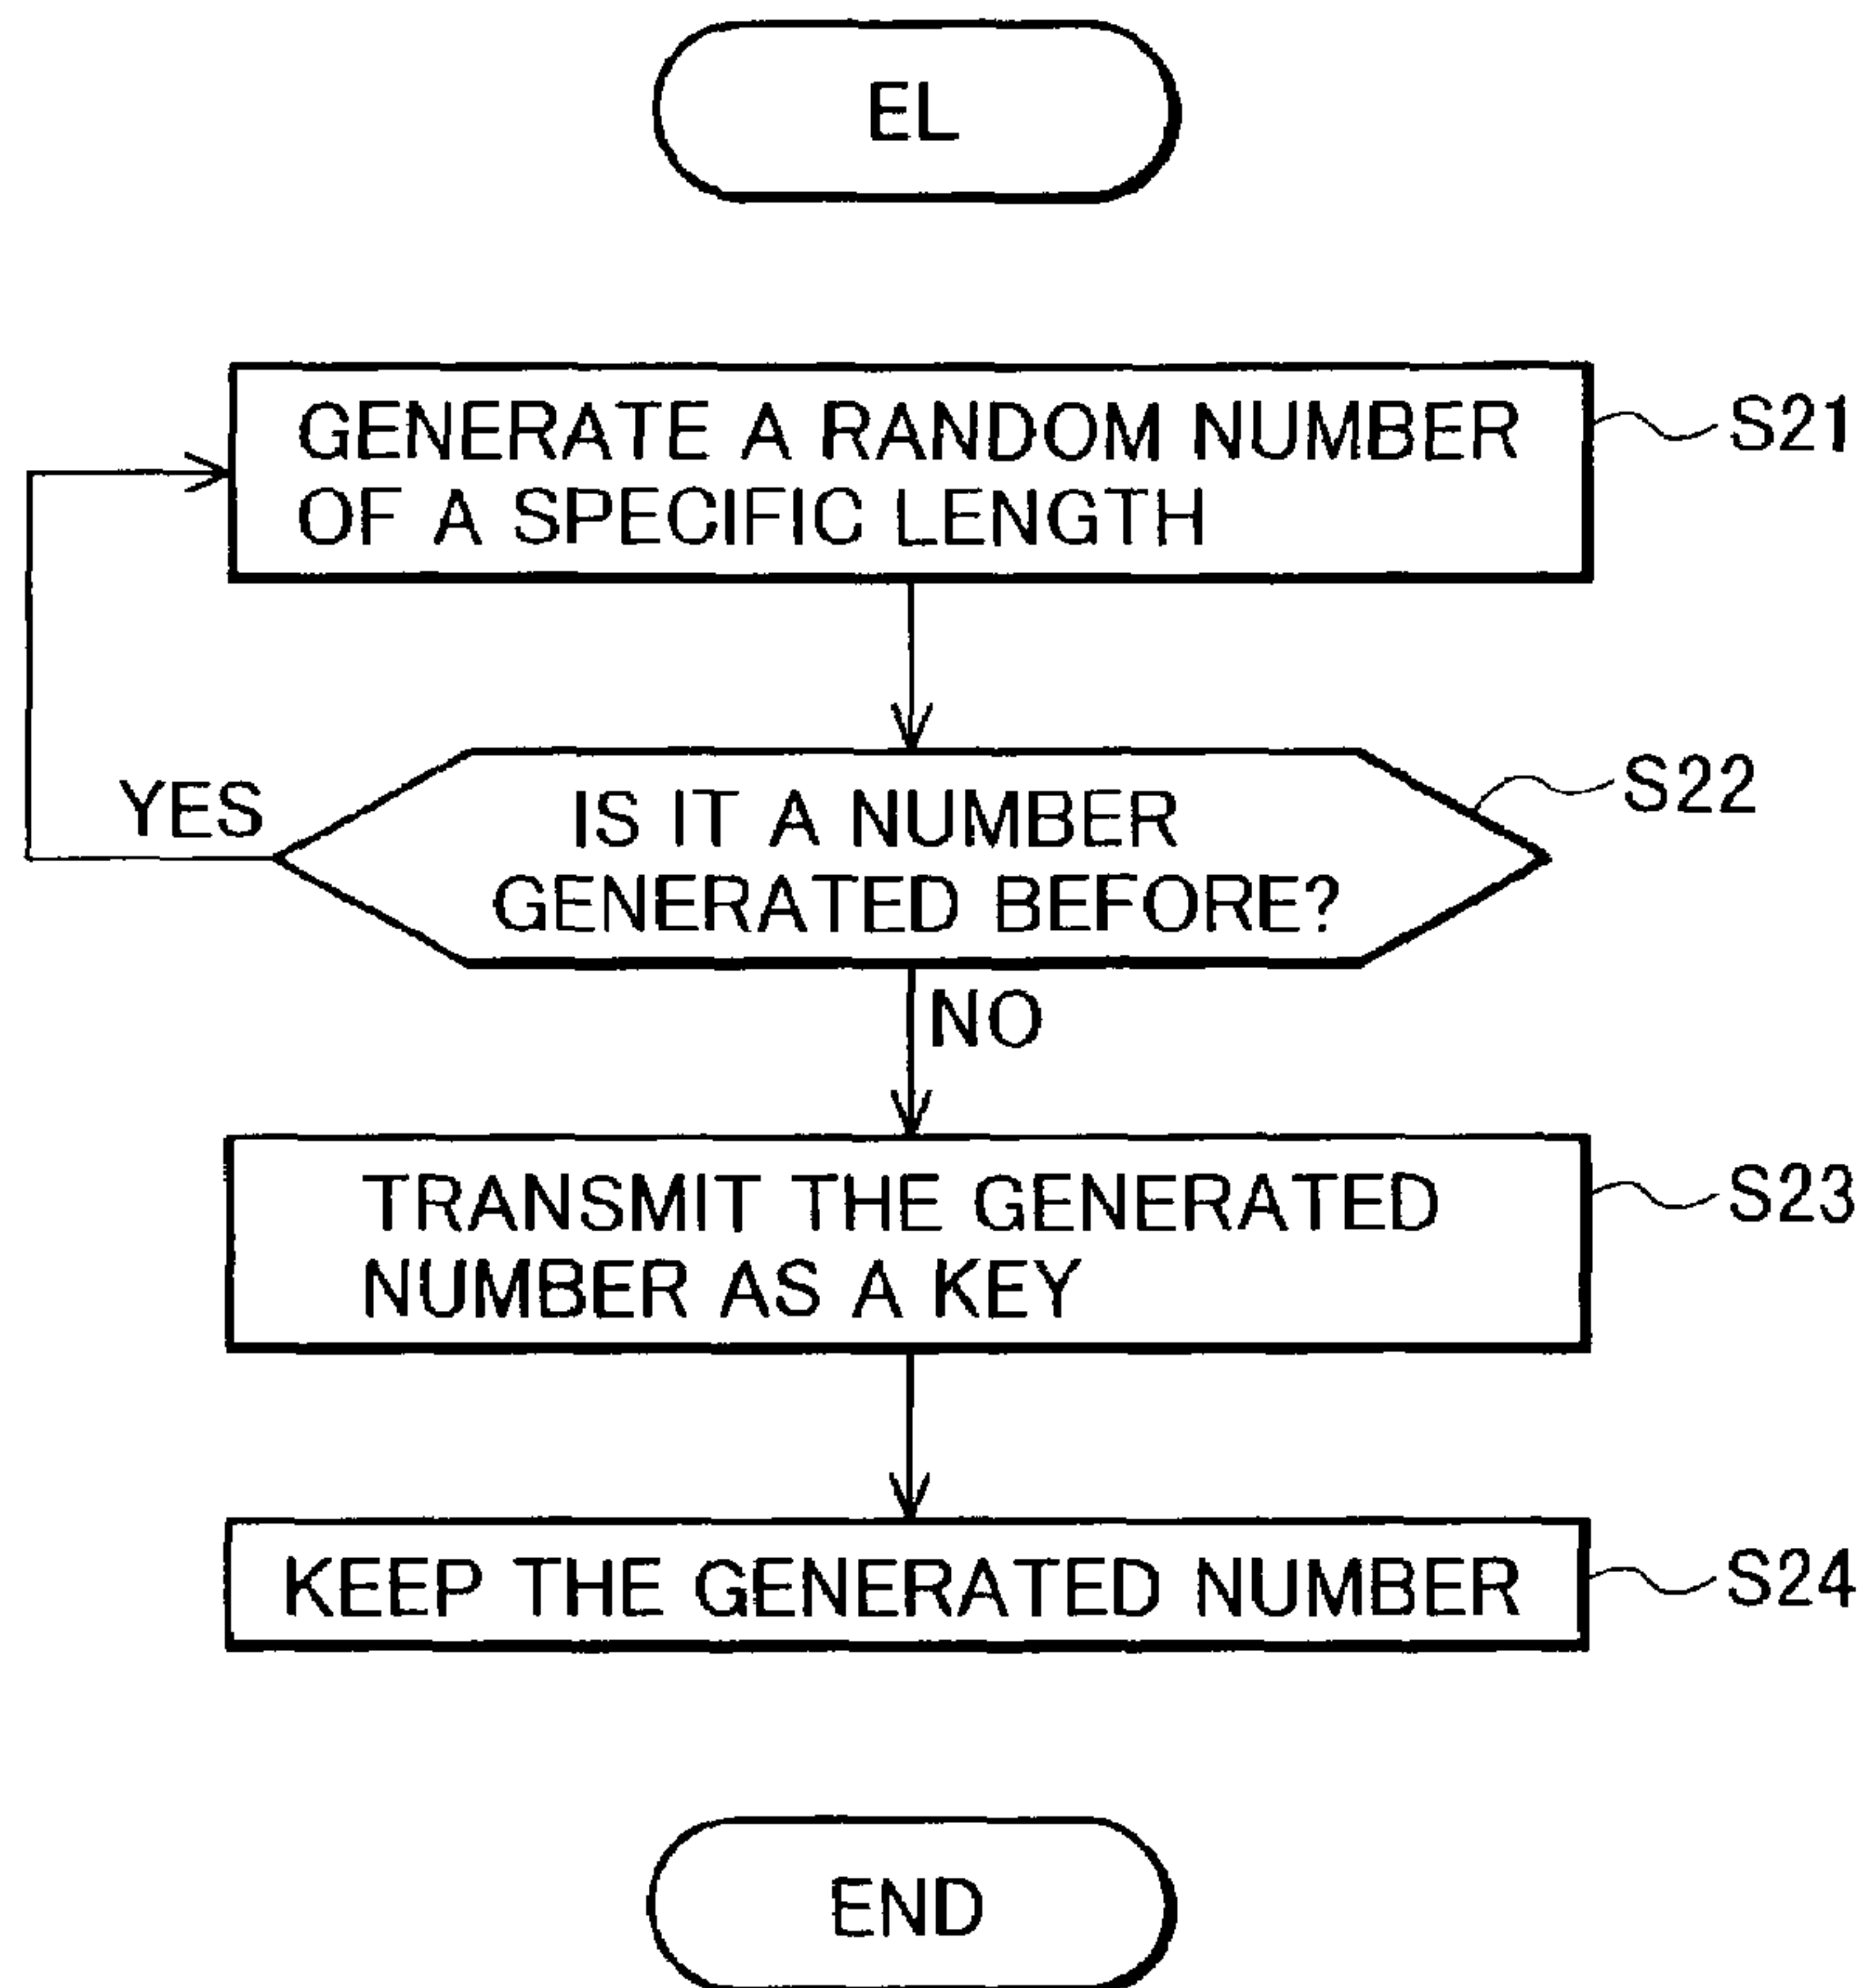 EL
GENERATE A RANDOM NUMBER
OF A SPECIFIC LENGTH
S21
YES
IS IT A NUMBER
GENERATED BEFORE?
S22
NO
TRANSMIT THE GENERATED
NUMBER AS A KEY
S23
KEEP THE GENERATED NUMBER
S24
END